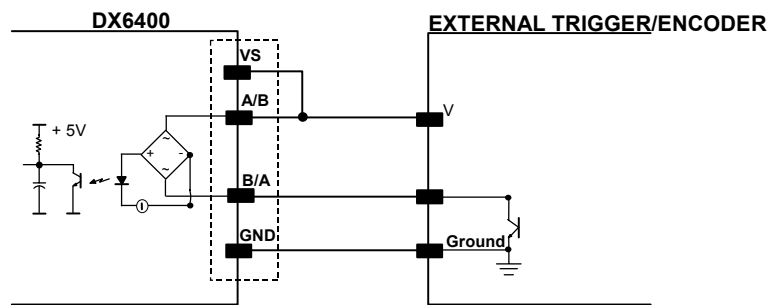 DX6400
EXTERNAL TRIGGER/ENCODER
VS
A/B
V
+ 5V
~
+ -
~
B/A
I
GND
Ground